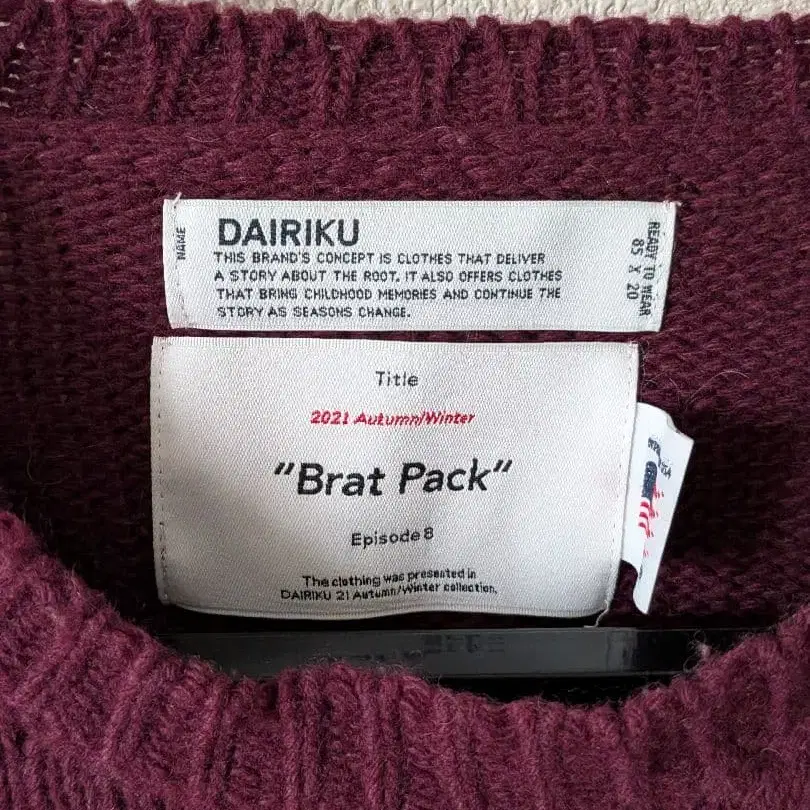 NAME
DAIRIKU
THIS BRAND'S CONCEPT IS CLOTHES THAT DELIVER
A STORY ABOUT THE ROOT. IT ALSO OFFERS CLOTHES
THAT BRING CHILDHOOD MEMORIES AND CONTINUE THE
STORY AS SEASONS CHANGE.
READY TO WEAR
85 X 20
Title
2021 Autumn/Winter
"Brat Pack"
Episode 8
The clothing was presented in
DAIRIKU 21 Autumn/Winter collection.